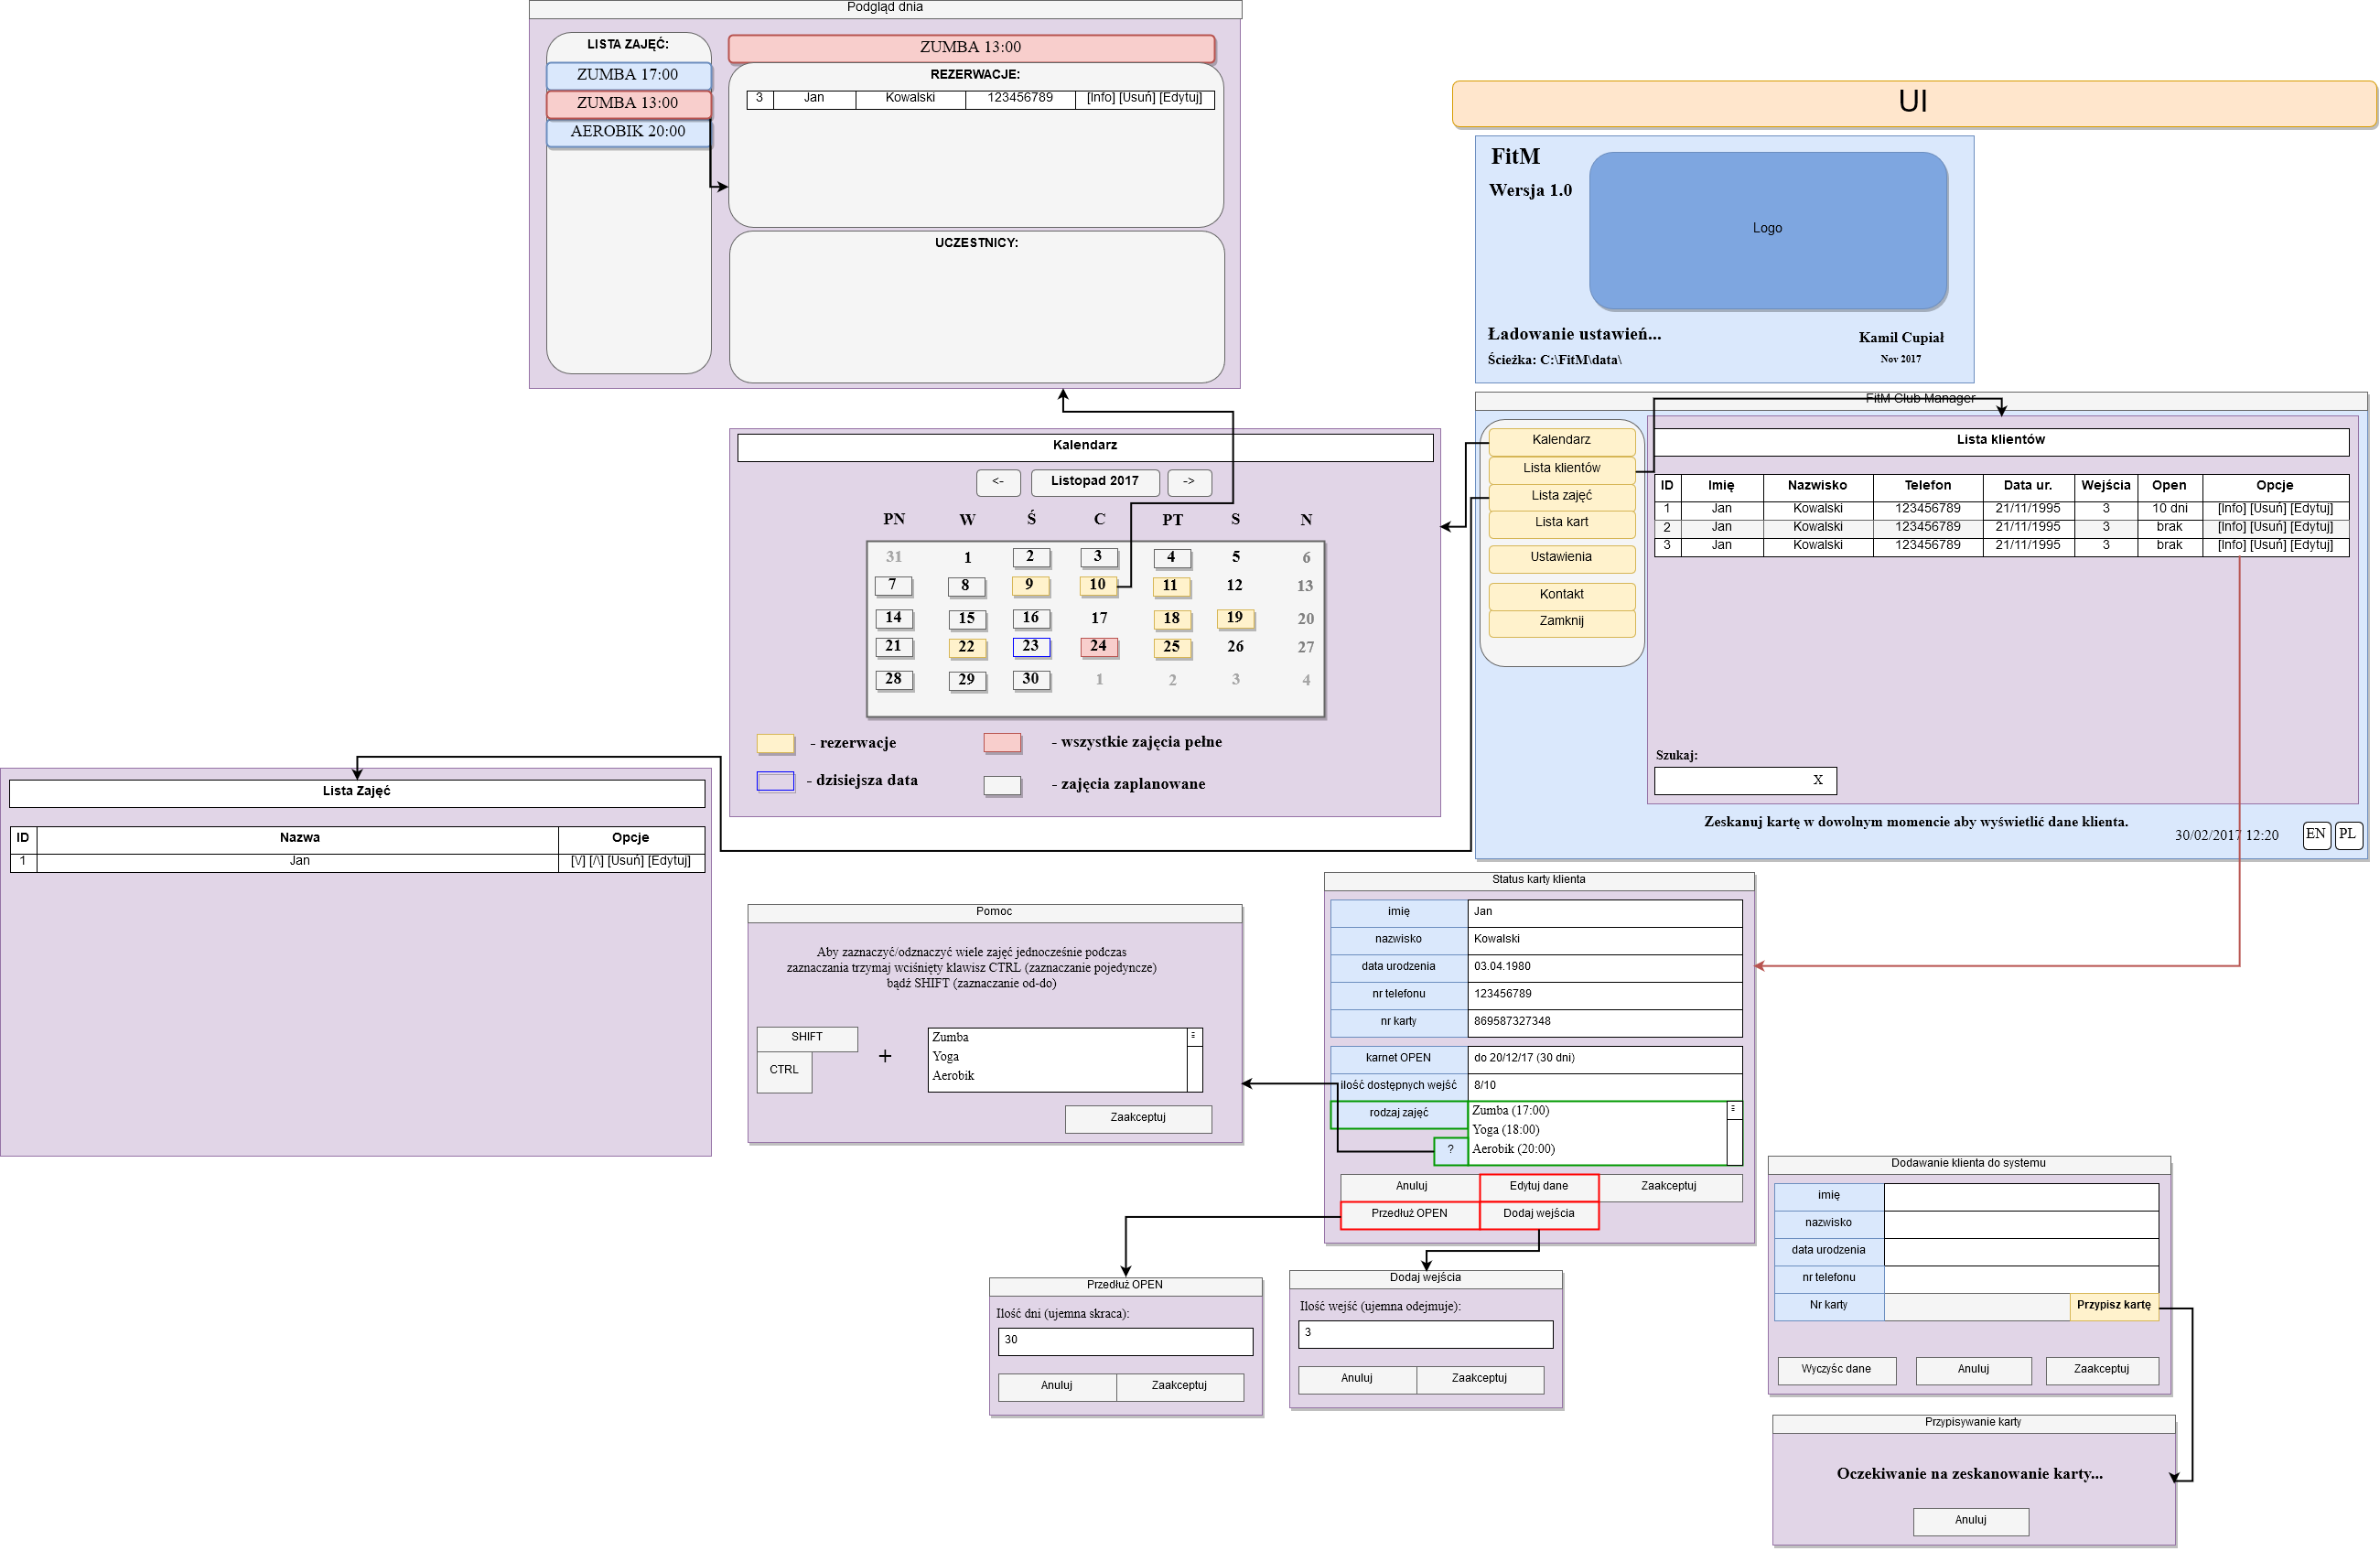 Podgląd dnia
LISTA ZAJĘĆ:
ZUMBA 17:00
ZUMBA 13:00
AEROBIK 20:00
ZUMBA 13:00
REZERWACJE:
3 Jan Kowalski 123456789 [Info] [Usuń] [Edytuj]
UCZESTNICY:
UI
FitM
Wersja 1.0
Logo
Ładowanie ustawień...
Ścieżka: C:\FitM\data\
Kamil Cupiał
Nov 2017
FitM Club Manager
Kalendarz
Lista klientów
Lista zajęć
Lista kart
Ustawienia
Kontakt
Zamknij
Lista klientów
ID Imię Nazwisko Telefon Data ur. Wejścia Open Opcje
1 Jan Kowalski 123456789 21/11/1995 3 10 dni [Info] [Usuń] [Edytuj]
2 Jan Kowalski 123456789 21/11/1995 3 brak [Info] [Usuń] [Edytuj]
3 Jan Kowalski 123456789 21/11/1995 3 brak [Info] [Usuń] [Edytuj]
Szukaj:
X
Zeskanuj kartę w dowolnym momencie aby wyświetlić dane klienta.
30/02/2017 12:20
EN PL
Kalendarz
<- Listopad 2017 ->
PN W Ś C PT S N
31 1 2 3 4 5 6
7 8 9 10 11 12 13
14 15 16 17 18 19 20
21 22 23 24 25 26 27
28 29 30 1 2 3 4
- rezerwacje
- wszystkie zajęcia pełne
- dzisiejsza data
- zajęcia zaplanowane
Lista Zajęć
ID Nazwa Opcje
1 Jan [\/] [/\] [Usuń] [Edytuj]
Pomoc
Aby zaznaczyć/odznaczyć wiele zajęć jednocześnie podczas
zaznaczania trzymaj wciśnięty klawisz CTRL (zaznaczanie pojedyncze)
bądź SHIFT (zaznaczanie od-do)
SHIFT
CTRL
+
Zumba
Yoga
Aerobik
Zaakceptuj
Status karty klienta
imię Jan
nazwisko Kowalski
data urodzenia 03.04.1980
nr telefonu 123456789
nr karty 869587327348
karnet OPEN do 20/12/17 (30 dni)
ilość dostępnych wejść 8/10
rodzaj zajęć Zumba (17:00)
Yoga (18:00)
? Aerobik (20:00)
Anuluj Edytuj dane Zaakceptuj
Przedłuż OPEN Dodaj wejścia
Przedłuż OPEN
Ilość dni (ujemna skraca):
30
Anuluj Zaakceptuj
Dodaj wejścia
Ilość wejść (ujemna odejmuje):
3
Anuluj Zaakceptuj
Dodawanie klienta do systemu
imię
nazwisko
data urodzenia
nr telefonu
Nr karty Przypisz kartę
Wyczyśc dane Anuluj Zaakceptuj
Przypisywanie karty
Oczekiwanie na zeskanowanie karty...
Anuluj